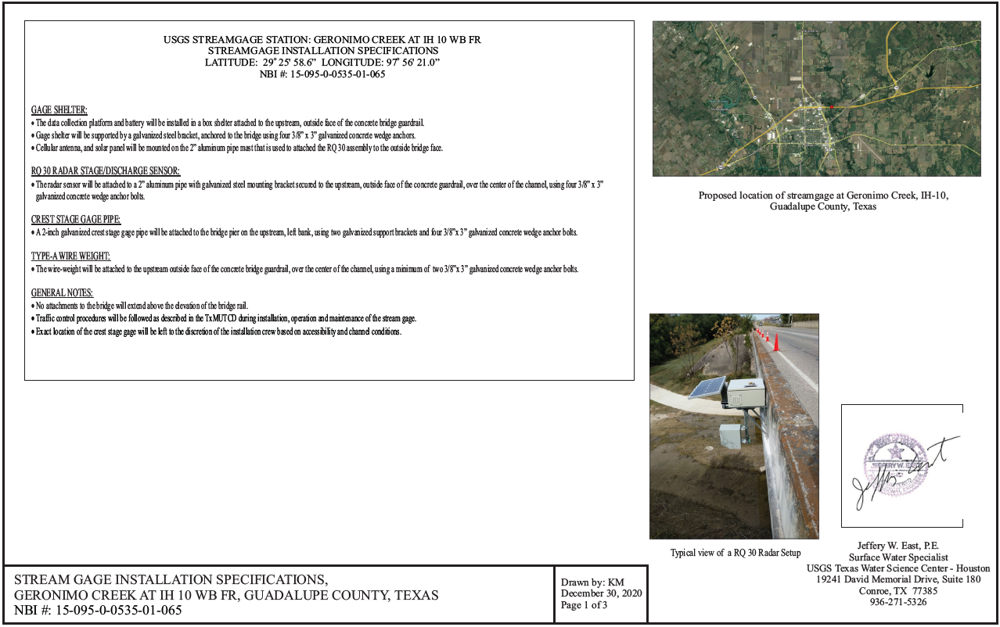 USGS STREAMGAGE STATION: GERONIMO CREEK AT IH 10 WB FR
STREAMGAGE INSTALLATION SPECIFICATIONS
LATITUDE: 29° 25' 58.6” LONGITUDE: 97° 56' 21.0”
NBI #: 15-095-0-0535-01-065
GAGE SHELTER:
• The data collection platform and battery will be installed in a box shelter attached to the upstream, outside face of the concrete bridge guardrail.
• Gage shelter will be supported by a galvanized steel bracket, anchored to the bridge using four 3/8” x 3” galvanized concrete wedge anchors.
• Cellular antenna, and solar panel will be mounted on the 2” aluminum pipe mast that is used to attached the RQ 30 assembly to the outside bridge face.
RQ 30 RADAR STAGE/DISCHARGE SENSOR:
• The radar sensor will be attached to a 2” aluminum pipe with galvanized steel mounting bracket secured to the upstream, outside face of the concrete guardrail, over the center of the channel, using four 3/8” x 3”
galvanized concrete wedge anchor bolts.
CREST STAGE GAGE PIPE:
• A 2-inch galvanized crest stage gage pipe will be attached to the bridge pier on the upstream, left bank, using two galvanized support brackets and four 3/8”x 3” galvanized concrete wedge anchor bolts.
TYPE-A WIRE WEIGHT:
• The wire-weight will be attached to the upstream outside face of the concrete bridge guardrail, over the center of the channel, using a minimum of two 3/8”x 3” galvanized concrete wedge anchor bolts.
GENERAL NOTES:
• No attachments to the bridge will extend above the elevation of the bridge rail.
• Traffic control procedures will be followed as described in the TxMUTCD during installation, operation and maintenance of the stream gage.
• Exact location of the crest stage gage will be left to the discretion of the installation crew based on accessibility and channel conditions.
Proposed location of streamgage at Geronimo Creek, IH-10,
Guadalupe County, Texas
Typical view of a RQ 30 Radar Setup
JEFFERY W. EAST
Jeffery W. East, P.E.
Surface Water Specialist
USGS Texas Water Science Center - Houston
19241 David Memorial Drive, Suite 180
Conroe, TX 77385
936-271-5326
STREAM GAGE INSTALLATION SPECIFICATIONS,
GERONIMO CREEK AT IH 10 WB FR, GUADALUPE COUNTY, TEXAS
NBI #: 15-095-0-0535-01-065
Drawn by: KM
December 30, 2020
Page 1 of 3